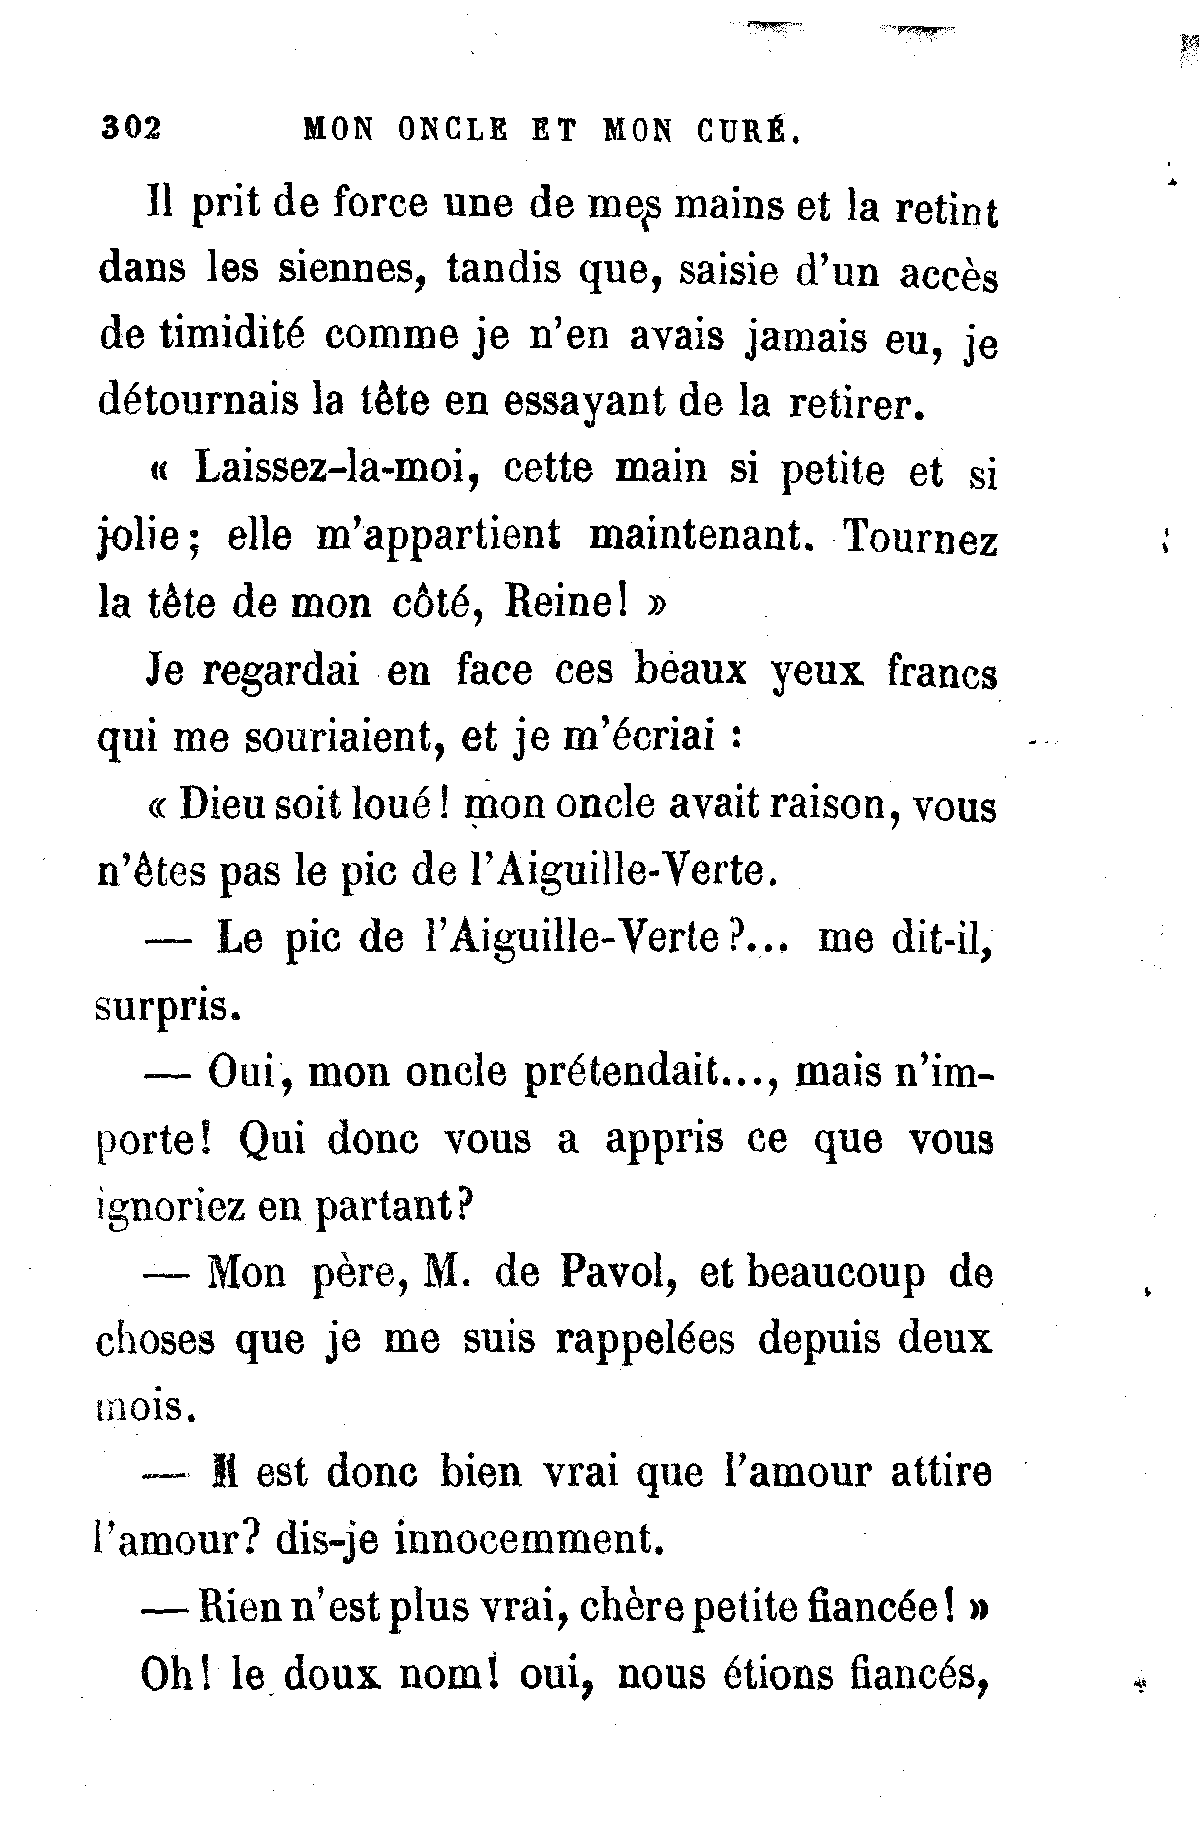 302 MON ONCLE ET MON CURÉ.
Il prit de force une de mes mains et la retint
dans les siennes, tandis que, saisie d'un accès
de timidité comme je n'en avais jamais eu, je
détournais la tête en essayant de la retirer.
« Laissez-la-moi, cette main si petite et si
jolie; elle m'appartient maintenant. Tournez
la tête de mon côté, Reine! »
Je regardai en face ces beaux yeux francs
qui me souriaient, et je m'écriai :
« Dieu soit loué! mon oncle avait raison, vous
n'êtes pas le pic de l'Aiguille-Verte.
— Le pic de l'Aiguille-Verte?... me dit-il,
surpris.
— Oui, mon oncle prétendait..., mais n'im-
porte! Qui donc vous a appris ce que vous
ignoriez en partant?
— Mon père, M. de Pavol, et beaucoup de
choses que je me suis rappelées depuis deux
mois.
— Il est donc bien vrai que l'amour attire
l'amour? dis-je innocemment.
— Rien n'est plus vrai, chère petite fiancée! »
Oh! le doux nom! oui, nous étions fiancés,